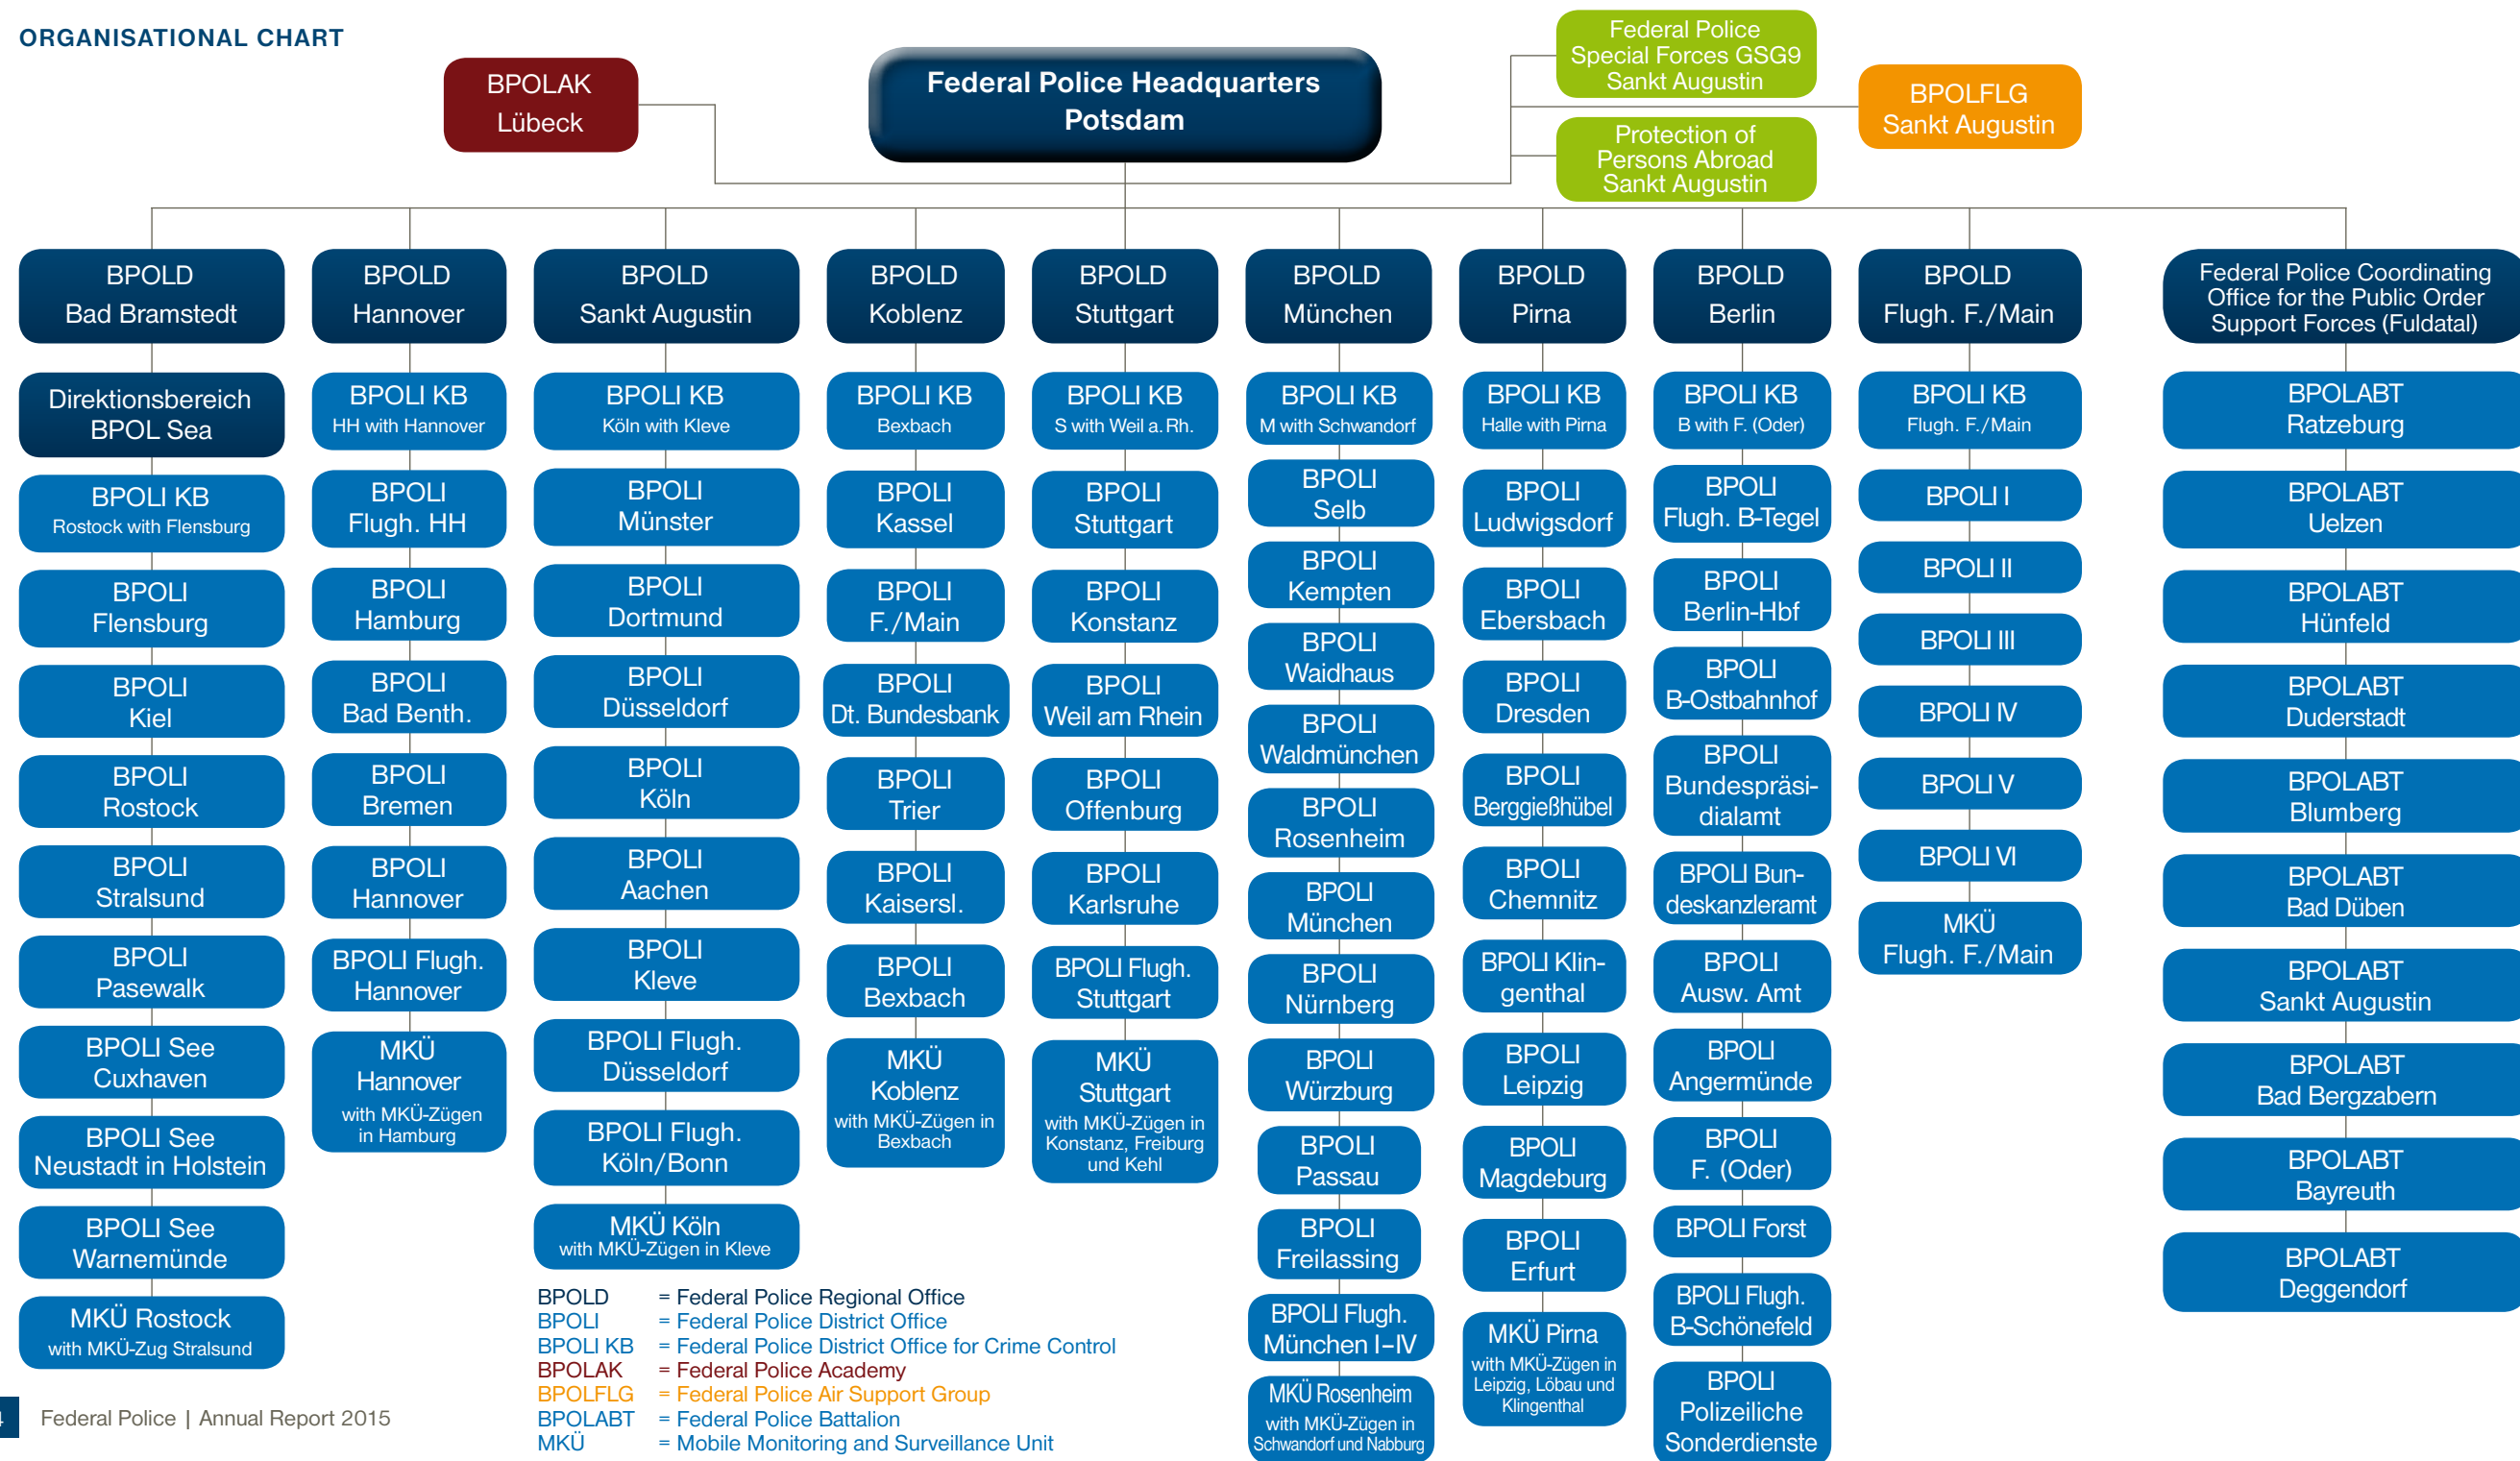 ORGANISATIONAL CHART
BPOLAK
Lübeck
Federal Police Headquarters
Potsdam
Federal Police
Special Forces GSG9
Sankt Augustin
BPOLFLG
Sankt Augustin
Protection of
Persons Abroad
Sankt Augustin
BPOLD
Bad Bramstedt
Direktionsbereich
BPOL Sea
BPOLI KB
Rostock with Flensburg
BPOLI
Flensburg
BPOLI
Kiel
BPOLI
Rostock
BPOLI
Stralsund
BPOLI
Pasewalk
BPOLI See
Cuxhaven
BPOLI See
Neustadt in Holstein
BPOLI See
Warnemünde
MKÜ Rostock
with MKÜ-Zug Stralsund
BPOLD
Hannover
BPOLI KB
HH with Hannover
BPOLI
Flugh. HH
BPOLI
Hamburg
BPOLI
Bad Benth.
BPOLI
Bremen
BPOLI
Hannover
BPOLI Flugh.
Hannover
MKÜ
Hannover
with MKÜ-Zügen
in Hamburg
BPOLD
Sankt Augustin
BPOLI KB
Köln with Kleve
BPOLI
Münster
BPOLI
Dortmund
BPOLI
Düsseldorf
BPOLI
Köln
BPOLI
Aachen
BPOLI
Kleve
BPOLI Flugh.
Düsseldorf
BPOLI Flugh.
Köln/Bonn
MKÜ Köln
with MKÜ-Zügen in Kleve
BPOLD
Koblenz
BPOLI KB
Bexbach
BPOLI
Kassel
BPOLI
F./Main
BPOLI
Dt. Bundesbank
BPOLI
Trier
BPOLI
Kaisersl.
BPOLI
Bexbach
MKÜ
Koblenz
with MKÜ-Zügen in
Bexbach
BPOLD
Stuttgart
BPOLI KB
S with Weil a. Rh.
BPOLI
Stuttgart
BPOLI
Konstanz
BPOLI
Weil am Rhein
BPOLI
Offenburg
BPOLI
Karlsruhe
BPOLI Flugh.
Stuttgart
MKÜ
Stuttgart
with MKÜ-Zügen in
Konstanz, Freiburg
und Kehl
BPOLD
München
BPOLI KB
M with Schwandorf
BPOLI
Selb
BPOLI
Kempten
BPOLI
Waidhaus
BPOLI
Waldmünchen
BPOLI
Rosenheim
BPOLI
München
BPOLI
Nürnberg
BPOLI
Würzburg
BPOLI
Passau
BPOLI
Freilassing
BPOLI Flugh.
München I–IV
MKÜ Rosenheim
with MKÜ-Zügen in
Schwandorf und Nabburg
BPOLD
Pirna
BPOLI KB
Halle with Pirna
BPOLI
Ludwigsdorf
BPOLI
Ebersbach
BPOLI
Dresden
BPOLI
Berggießhübel
BPOLI
Chemnitz
BPOLI Klin-
genthal
BPOLI
Leipzig
BPOLI
Magdeburg
BPOLI
Erfurt
MKÜ Pirna
with MKÜ-Zügen in
Leipzig, Löbau und
Klingenthal
BPOLD
Berlin
BPOLI KB
B with F. (Oder)
BPOLI
Flugh. B-Tegel
BPOLI
Berlin-Hbf
BPOLI
B-Ostbahnhof
BPOLI
Bundespräsi-
dialamt
BPOLI Bun-
deskanzleramt
BPOLI
Ausw. Amt
BPOLI
Angermünde
BPOLI
F. (Oder)
BPOLI Forst
BPOLI Flugh.
B-Schönefeld
BPOLI
Polizeiliche
Sonderdienste
BPOLD
Flugh. F./Main
BPOLI KB
Flugh. F./Main
BPOLI I
BPOLI II
BPOLI III
BPOLI IV
BPOLI V
BPOLI VI
MKÜ
Flugh. F./Main
Federal Police Coordinating
Office for the Public Order
Support Forces (Fuldatal)
BPOLABT
Ratzeburg
BPOLABT
Uelzen
BPOLABT
Hünfeld
BPOLABT
Duderstadt
BPOLABT
Blumberg
BPOLABT
Bad Düben
BPOLABT
Sankt Augustin
BPOLABT
Bad Bergzabern
BPOLABT
Bayreuth
BPOLABT
Deggendorf
BPOLD = Federal Police Regional Office
BPOLI = Federal Police District Office
BPOLI KB = Federal Police District Office for Crime Control
BPOLAK = Federal Police Academy
BPOLFLG = Federal Police Air Support Group
BPOLABT = Federal Police Battalion
MKÜ = Mobile Monitoring and Surveillance Unit
4 Federal Police | Annual Report 2015